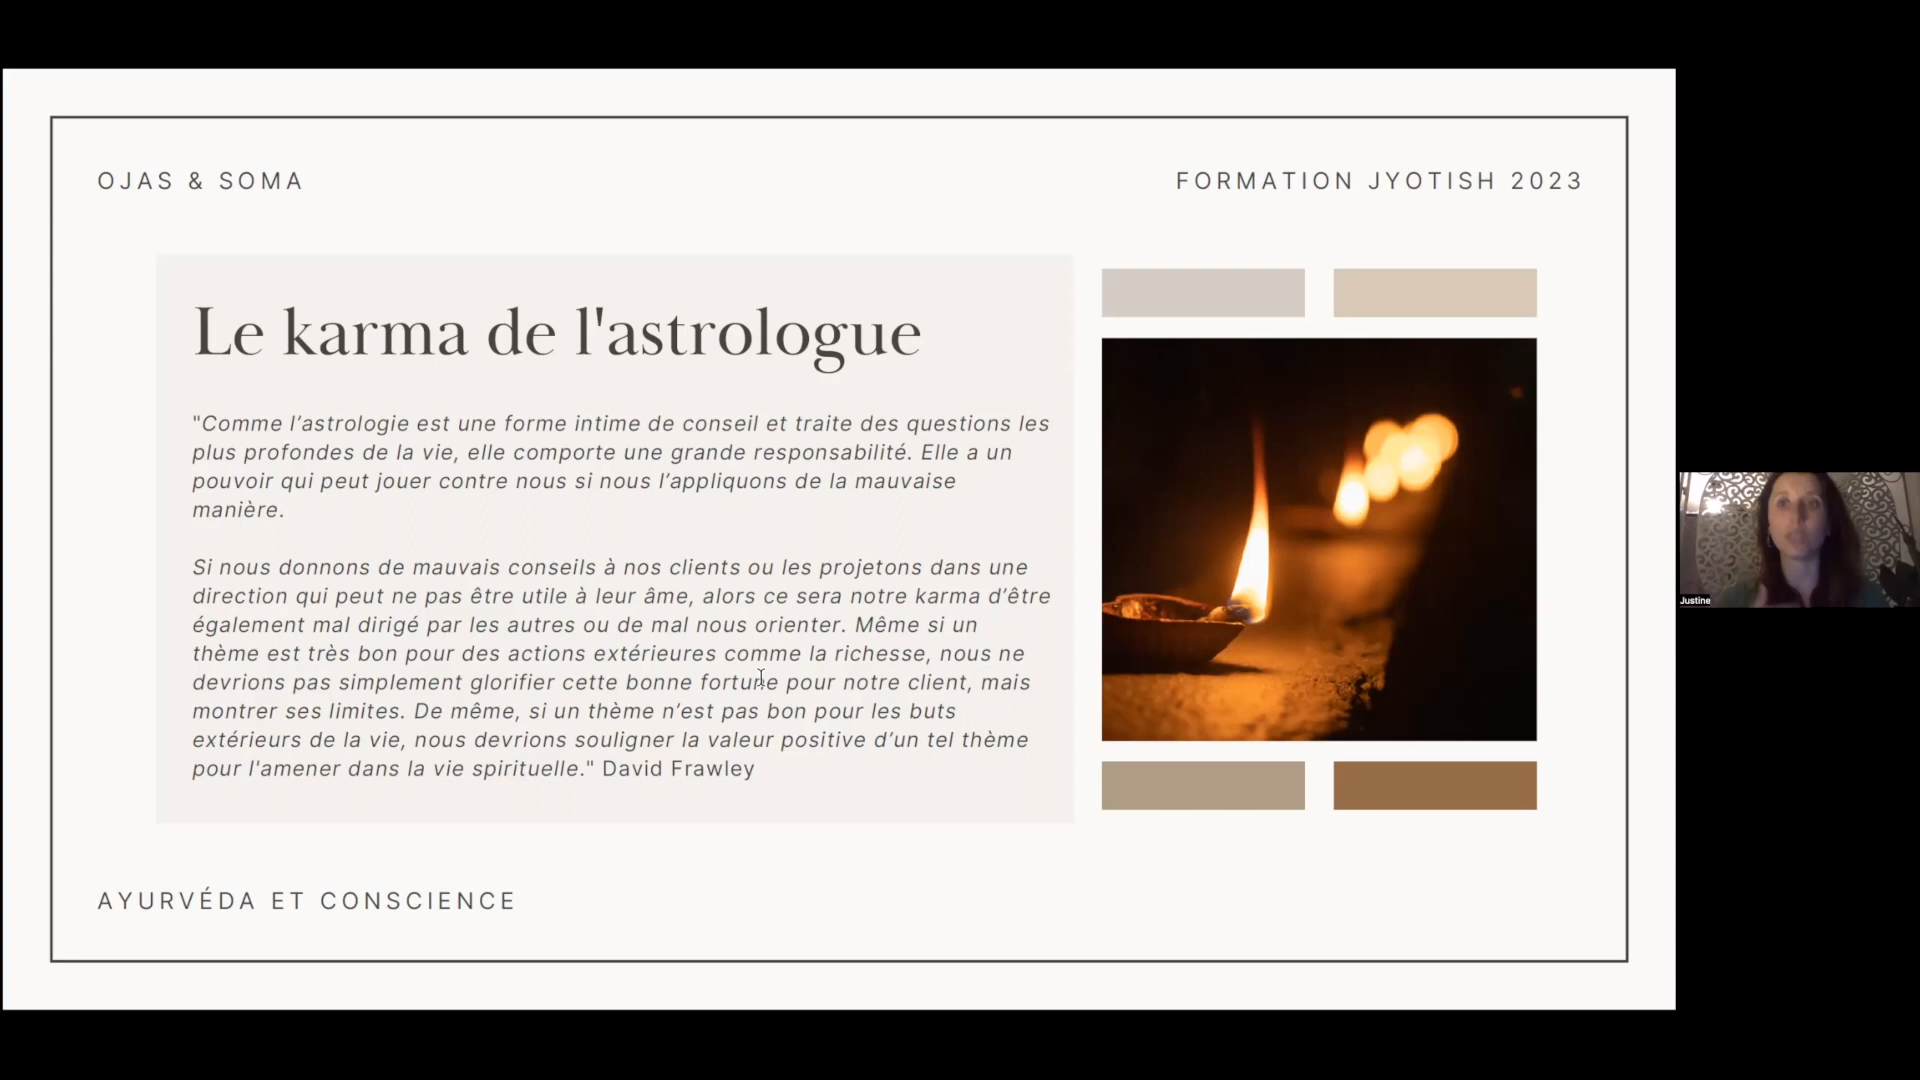 OJAS & SOMA
FORMATION JYOTISH 2023
Le karma de l'astrologue
"Comme l’astrologie est une forme intime de conseil et traite des questions les
plus profondes de la vie, elle comporte une grande responsabilité. Elle a un
pouvoir qui peut jouer contre nous si nous l’appliquons de la mauvaise
manière.
Si nous donnons de mauvais conseils à nos clients ou les projetons dans une
direction qui peut ne pas être utile à leur âme, alors ce sera notre karma d’être
également mal dirigé par les autres ou de mal nous orienter. Même si un
thème est très bon pour des actions extérieures comme la richesse, nous ne
devrions pas simplement glorifier cette bonne fortune pour notre client, mais
montrer ses limites. De même, si un thème n’est pas bon pour les buts
extérieurs de la vie, nous devrions souligner la valeur positive d’un tel thème
pour l'amener dans la vie spirituelle." David Frawley
Justine
AYURVÉDA ET CONSCIENCE